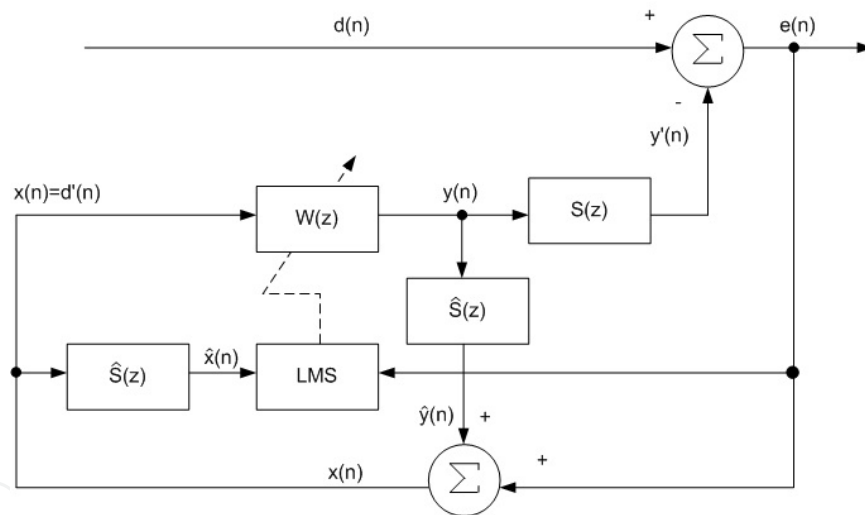 d(n)
+
e(n)
Σ
-
y'(n)
x(n)=d'(n)
y(n)
W(z)
S(z)
Ŝ(z)
Ŝ(z)
x̂(n)
LMS
ŷ(n)
+
x(n)
+
Σ